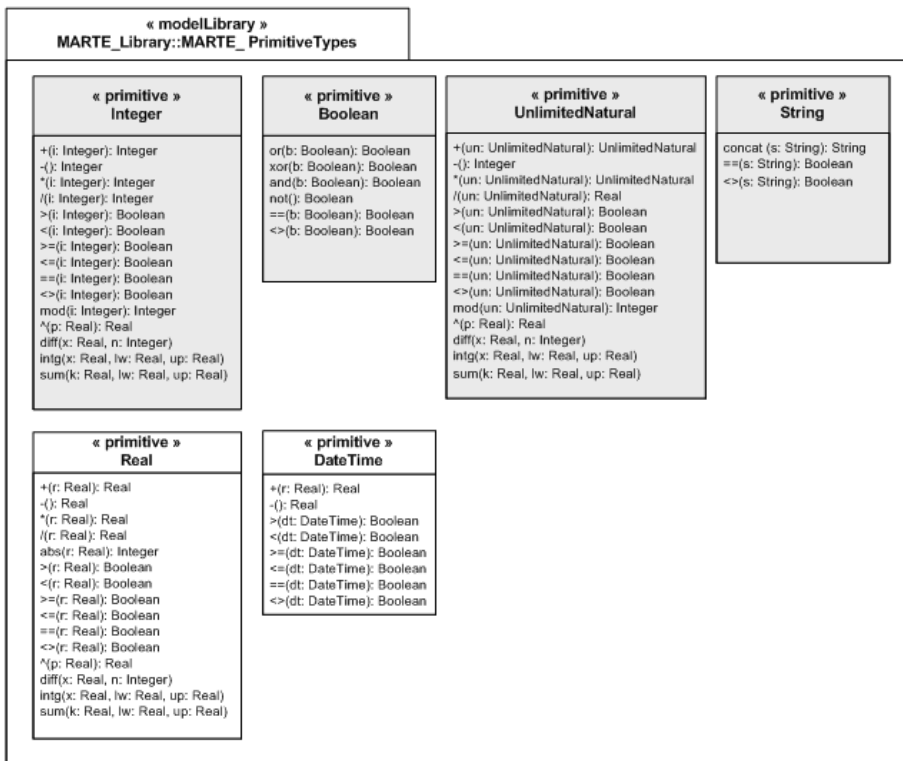 « modelLibrary »
MARTE_Library::MARTE_ PrimitiveTypes
« primitive »
Integer
+(i: Integer): Integer
-(): Integer
*(i: Integer): Integer
/(i: Integer): Integer
>(i: Integer): Boolean
<(i: Integer): Boolean
>=(i: Integer): Boolean
<=(i: Integer): Boolean
==(i: Integer): Boolean
<>(i: Integer): Boolean
mod(i: Integer): Integer
^(p: Real): Real
diff(x: Real, n: Integer)
intg(x: Real, lw: Real, up: Real)
sum(k: Real, lw: Real, up: Real)
« primitive »
Boolean
or(b: Boolean): Boolean
xor(b: Boolean): Boolean
and(b: Boolean): Boolean
not(): Boolean
==(b: Boolean): Boolean
<>(b: Boolean): Boolean
« primitive »
UnlimitedNatural
+(un: UnlimitedNatural): UnlimitedNatural
-(): Integer
*(un: UnlimitedNatural): UnlimitedNatural
/(un: UnlimitedNatural): Real
>(un: UnlimitedNatural): Boolean
<(un: UnlimitedNatural): Boolean
>=(un: UnlimitedNatural): Boolean
<=(un: UnlimitedNatural): Boolean
==(un: UnlimitedNatural): Boolean
<>(un: UnlimitedNatural): Boolean
mod(un: UnlimitedNatural): Integer
^(p: Real): Real
diff(x: Real, n: Integer)
intg(x: Real, lw: Real, up: Real)
sum(k: Real, lw: Real, up: Real)
« primitive »
String
concat (s: String): String
==(s: String): Boolean
<>(s: String): Boolean
« primitive »
Real
+(r: Real): Real
-(): Real
*(r: Real): Real
/(r: Real): Real
abs(r: Real): Integer
>(r: Real): Boolean
<(r: Real): Boolean
>=(r: Real): Boolean
<=(r: Real): Boolean
==(r: Real): Boolean
<>(r: Real): Boolean
^(p: Real): Real
diff(x: Real, n: Integer)
intg(x: Real, lw: Real, up: Real)
sum(k: Real, lw: Real, up: Real)
« primitive »
DateTime
+(r: Real): Real
-(): Real
>(dt: DateTime): Boolean
<(dt: DateTime): Boolean
>=(dt: DateTime): Boolean
<=(dt: DateTime): Boolean
==(dt: DateTime): Boolean
<>(dt: DateTime): Boolean